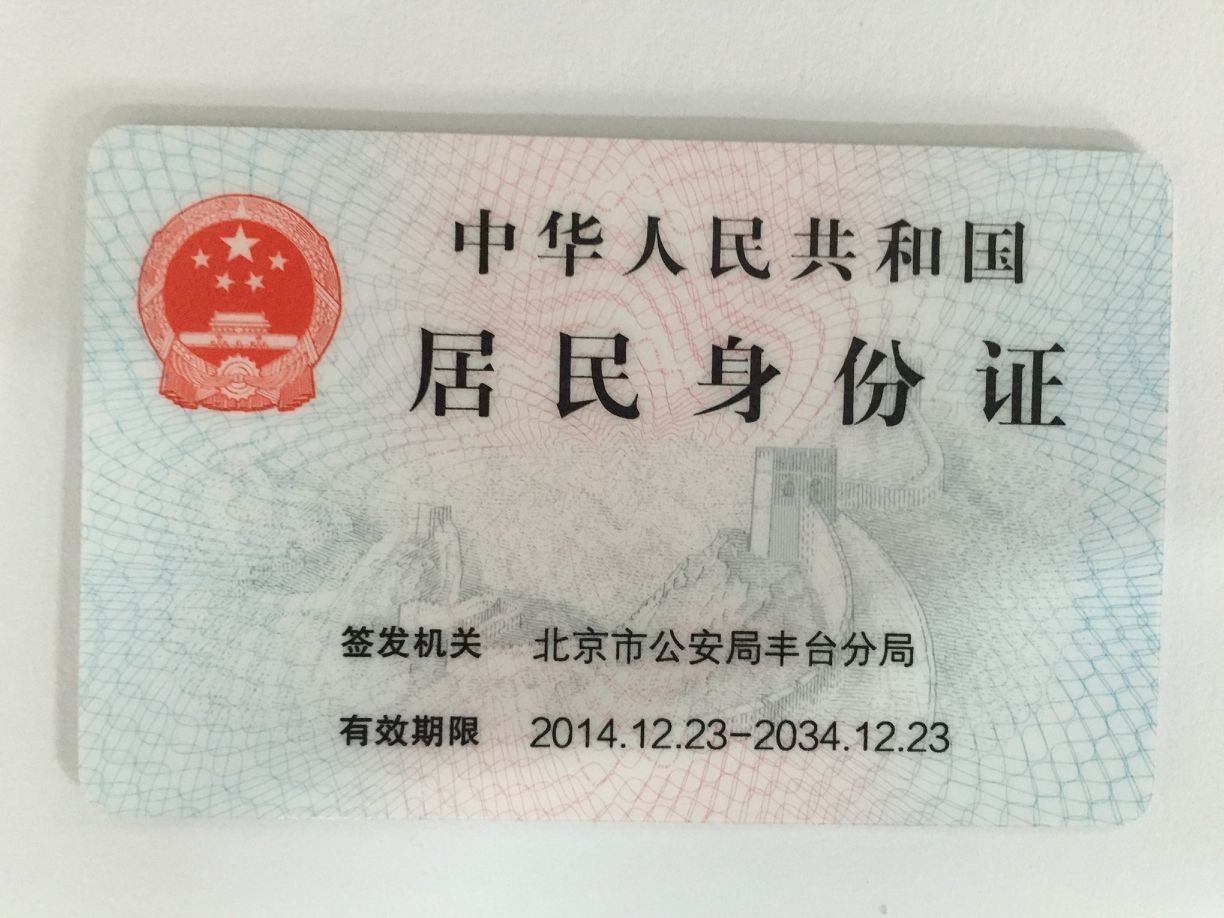 中华人民共和国
居民身份证
签发机关 北京市公安局丰台分局
有效期限 2014.12.23-2034.12.23